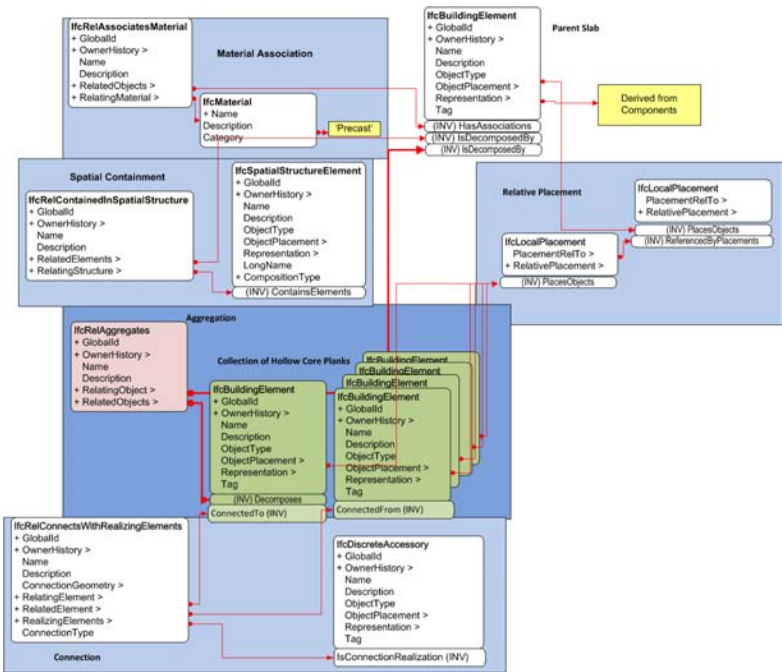 IfcRelAssociatesMaterial
+ GlobalId
+ OwnerHistory >
Name
Description
+ RelatedObjects >
+ RelatingMaterial >
Material Association
IfcMaterial
+ Name
Description
Category
'Precast'
IfcBuildingElement
+ GlobalId
+ OwnerHistory >
Name
Description
ObjectType
ObjectPlacement >
Representation >
Tag
(INV) HasAssociations
(INV) IsDecomposedBy
(INV) IsDecomposedBy
Parent Slab
Derived from
Components
Spatial Containment
IfcRelContainedInSpatialStructure
+ GlobalId
+ OwnerHistory >
Name
Description
+ RelatedElements >
+ RelatingStructure >
IfcSpatialStructureElement
+ GlobalId
+ OwnerHistory >
Name
Description
ObjectType
ObjectPlacement >
Representation >
LongName
+ CompositionType
(INV) ContainsElements
Relative Placement
IfcLocalPlacement
PlacementRelTo >
+ RelativePlacement >
(INV) PlacesObjects
(INV) ReferencedByPlacements
IfcLocalPlacement
PlacementRelTo >
+ RelativePlacement >
(INV) PlacesObjects
Aggregation
IfcRelAggregates
+ GlobalId
+ OwnerHistory >
Name
Description
+ RelatingObject >
+ RelatedObjects >
Collection of Hollow Core Planks
IfcBuildingElement
+ GlobalId
+ OwnerHistory >
Name
Description
ObjectType
ObjectPlacement >
Representation >
Tag
(INV) Decomposes
ConnectedTo (INV)
IfcBuildingElement
IfcBuildingElement
IfcBuildingElement
IfcBuildingElement
+ GlobalId
+ OwnerHistory >
Name
Description
ObjectType
ObjectPlacement >
Representation >
Tag
ConnectedFrom (INV)
IfcRelConnectsWithRealizingElements
+ GlobalId
+ OwnerHistory >
Name
Description
ConnectionGeometry >
+ RelatingElement >
+ RelatedElement >
+ RealizingElements >
ConnectionType
Connection
IfcDiscreteAccessory
+ GlobalId
+ OwnerHistory >
Name
Description
ObjectType
ObjectPlacement >
Representation >
Tag
IsConnectionRealization (INV)